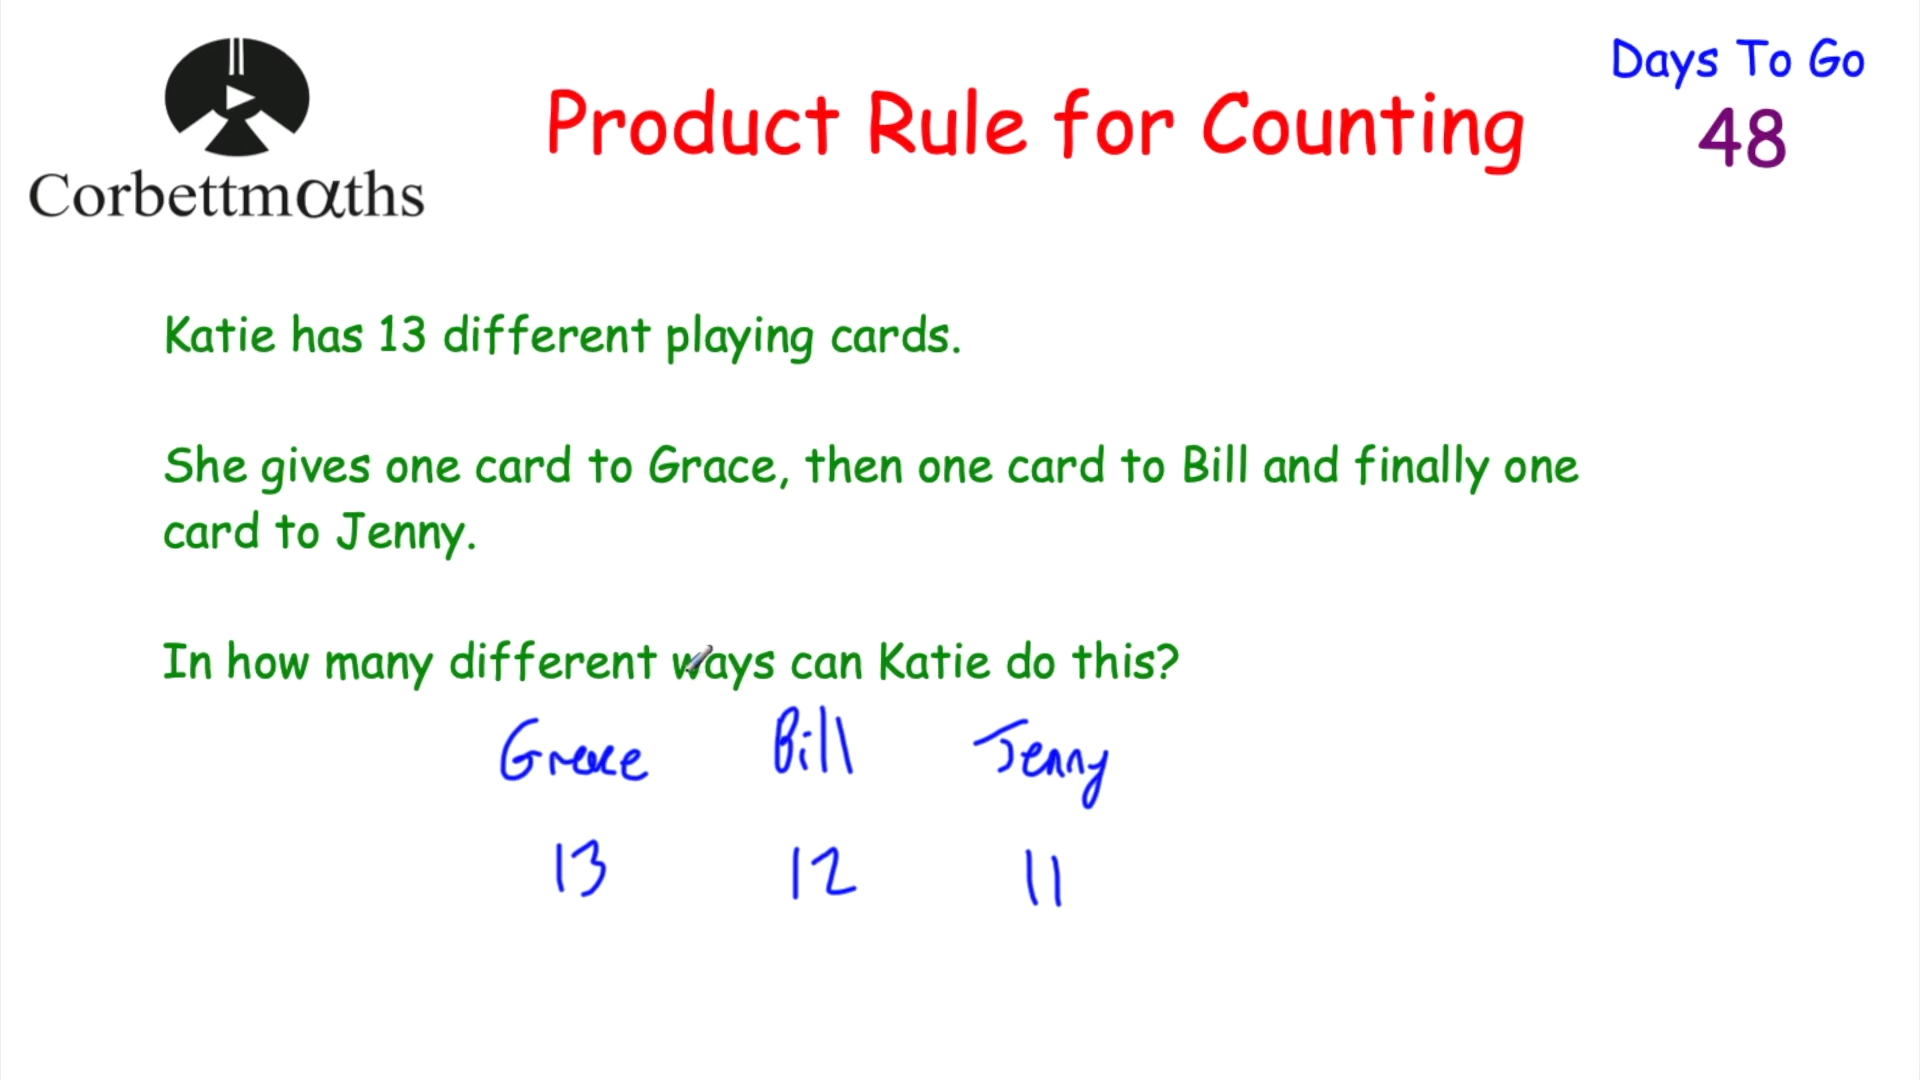 Corbettmαths
Product Rule for Counting
Days To Go
48
Katie has 13 different playing cards.
She gives one card to Grace, then one card to Bill and finally one
card to Jenny.
In how many different ways can Katie do this?
Grace Bill Jenny
13 12 11